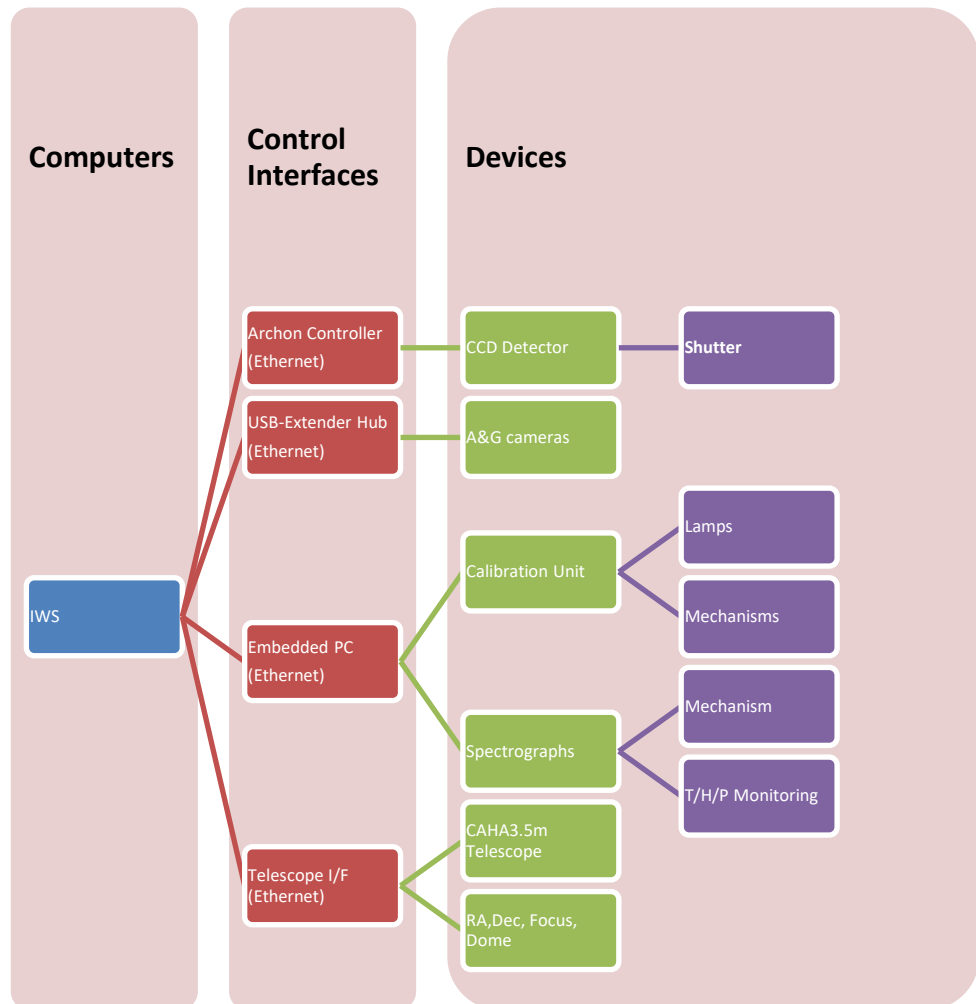 Computers
Control
Interfaces
Devices
Archon Controller
(Ethernet)
CCD Detector
Shutter
USB-Extender Hub
(Ethernet)
A&G cameras
Lamps
Calibration Unit
IWS
Mechanisms
Embedded PC
(Ethernet)
Mechanism
Spectrographs
T/H/P Monitoring
CAHA3.5m
Telescope
Telescope I/F
(Ethernet)
RA,Dec, Focus,
Dome